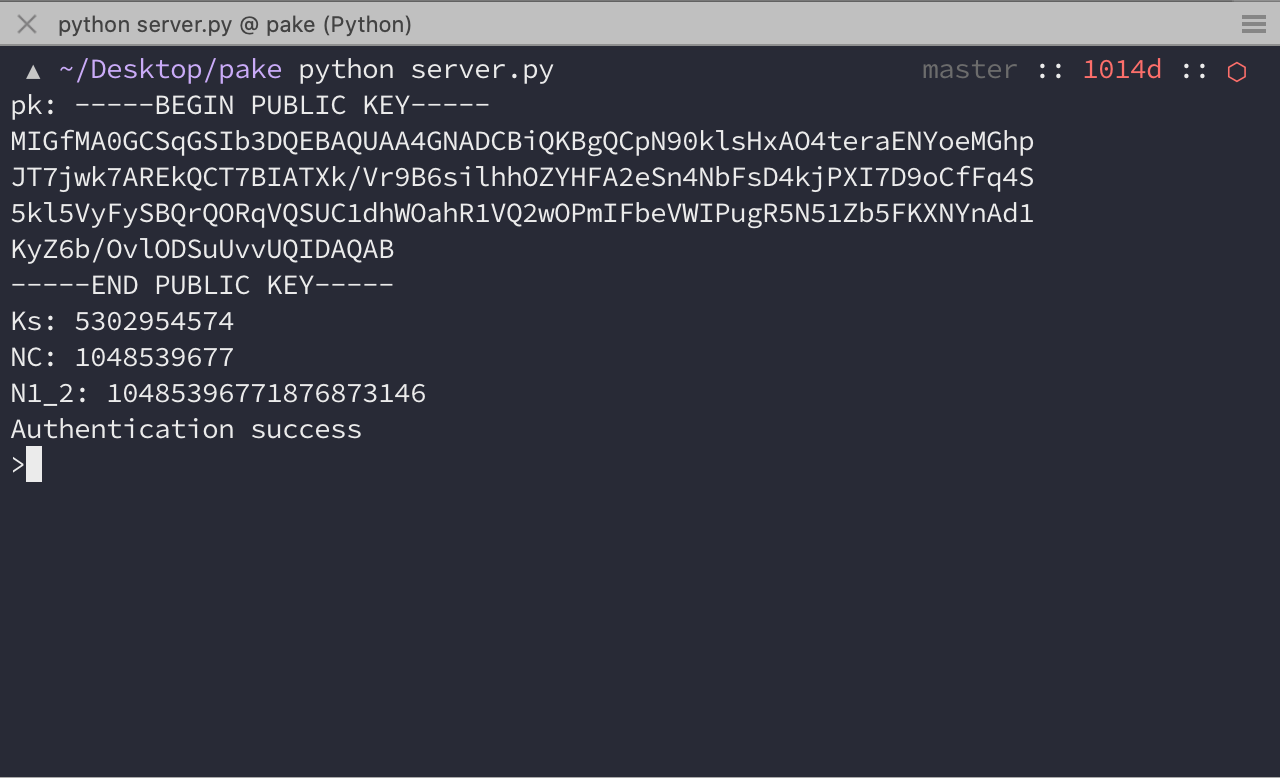 python server.py @ pake (Python)
▲ ~/Desktop/pake python server.py master :: 1014d :: ⬡
pk: -----BEGIN PUBLIC KEY-----
MIGfMA0GCSqGSIb3DQEBAQUAA4GNADCBiQKBgQCpN90klsHxAO4teraENYoeMGhp
JT7jwk7AREkQCT7BIATXk/Vr9B6silhhOZYHFA2eSn4NbFsD4kjPXI7D9oCfFq4S
5kl5VyFySBQrQORqVQSUC1dhWOahR1VQ2wOPmIFbeVWIPugR5N51Zb5FKXNYnAd1
KyZ6b/OvlODSuUvvUQIDAQAB
-----END PUBLIC KEY-----
Ks: 5302954574
NC: 1048539677
N1_2: 10485396771876873146
Authentication success
>